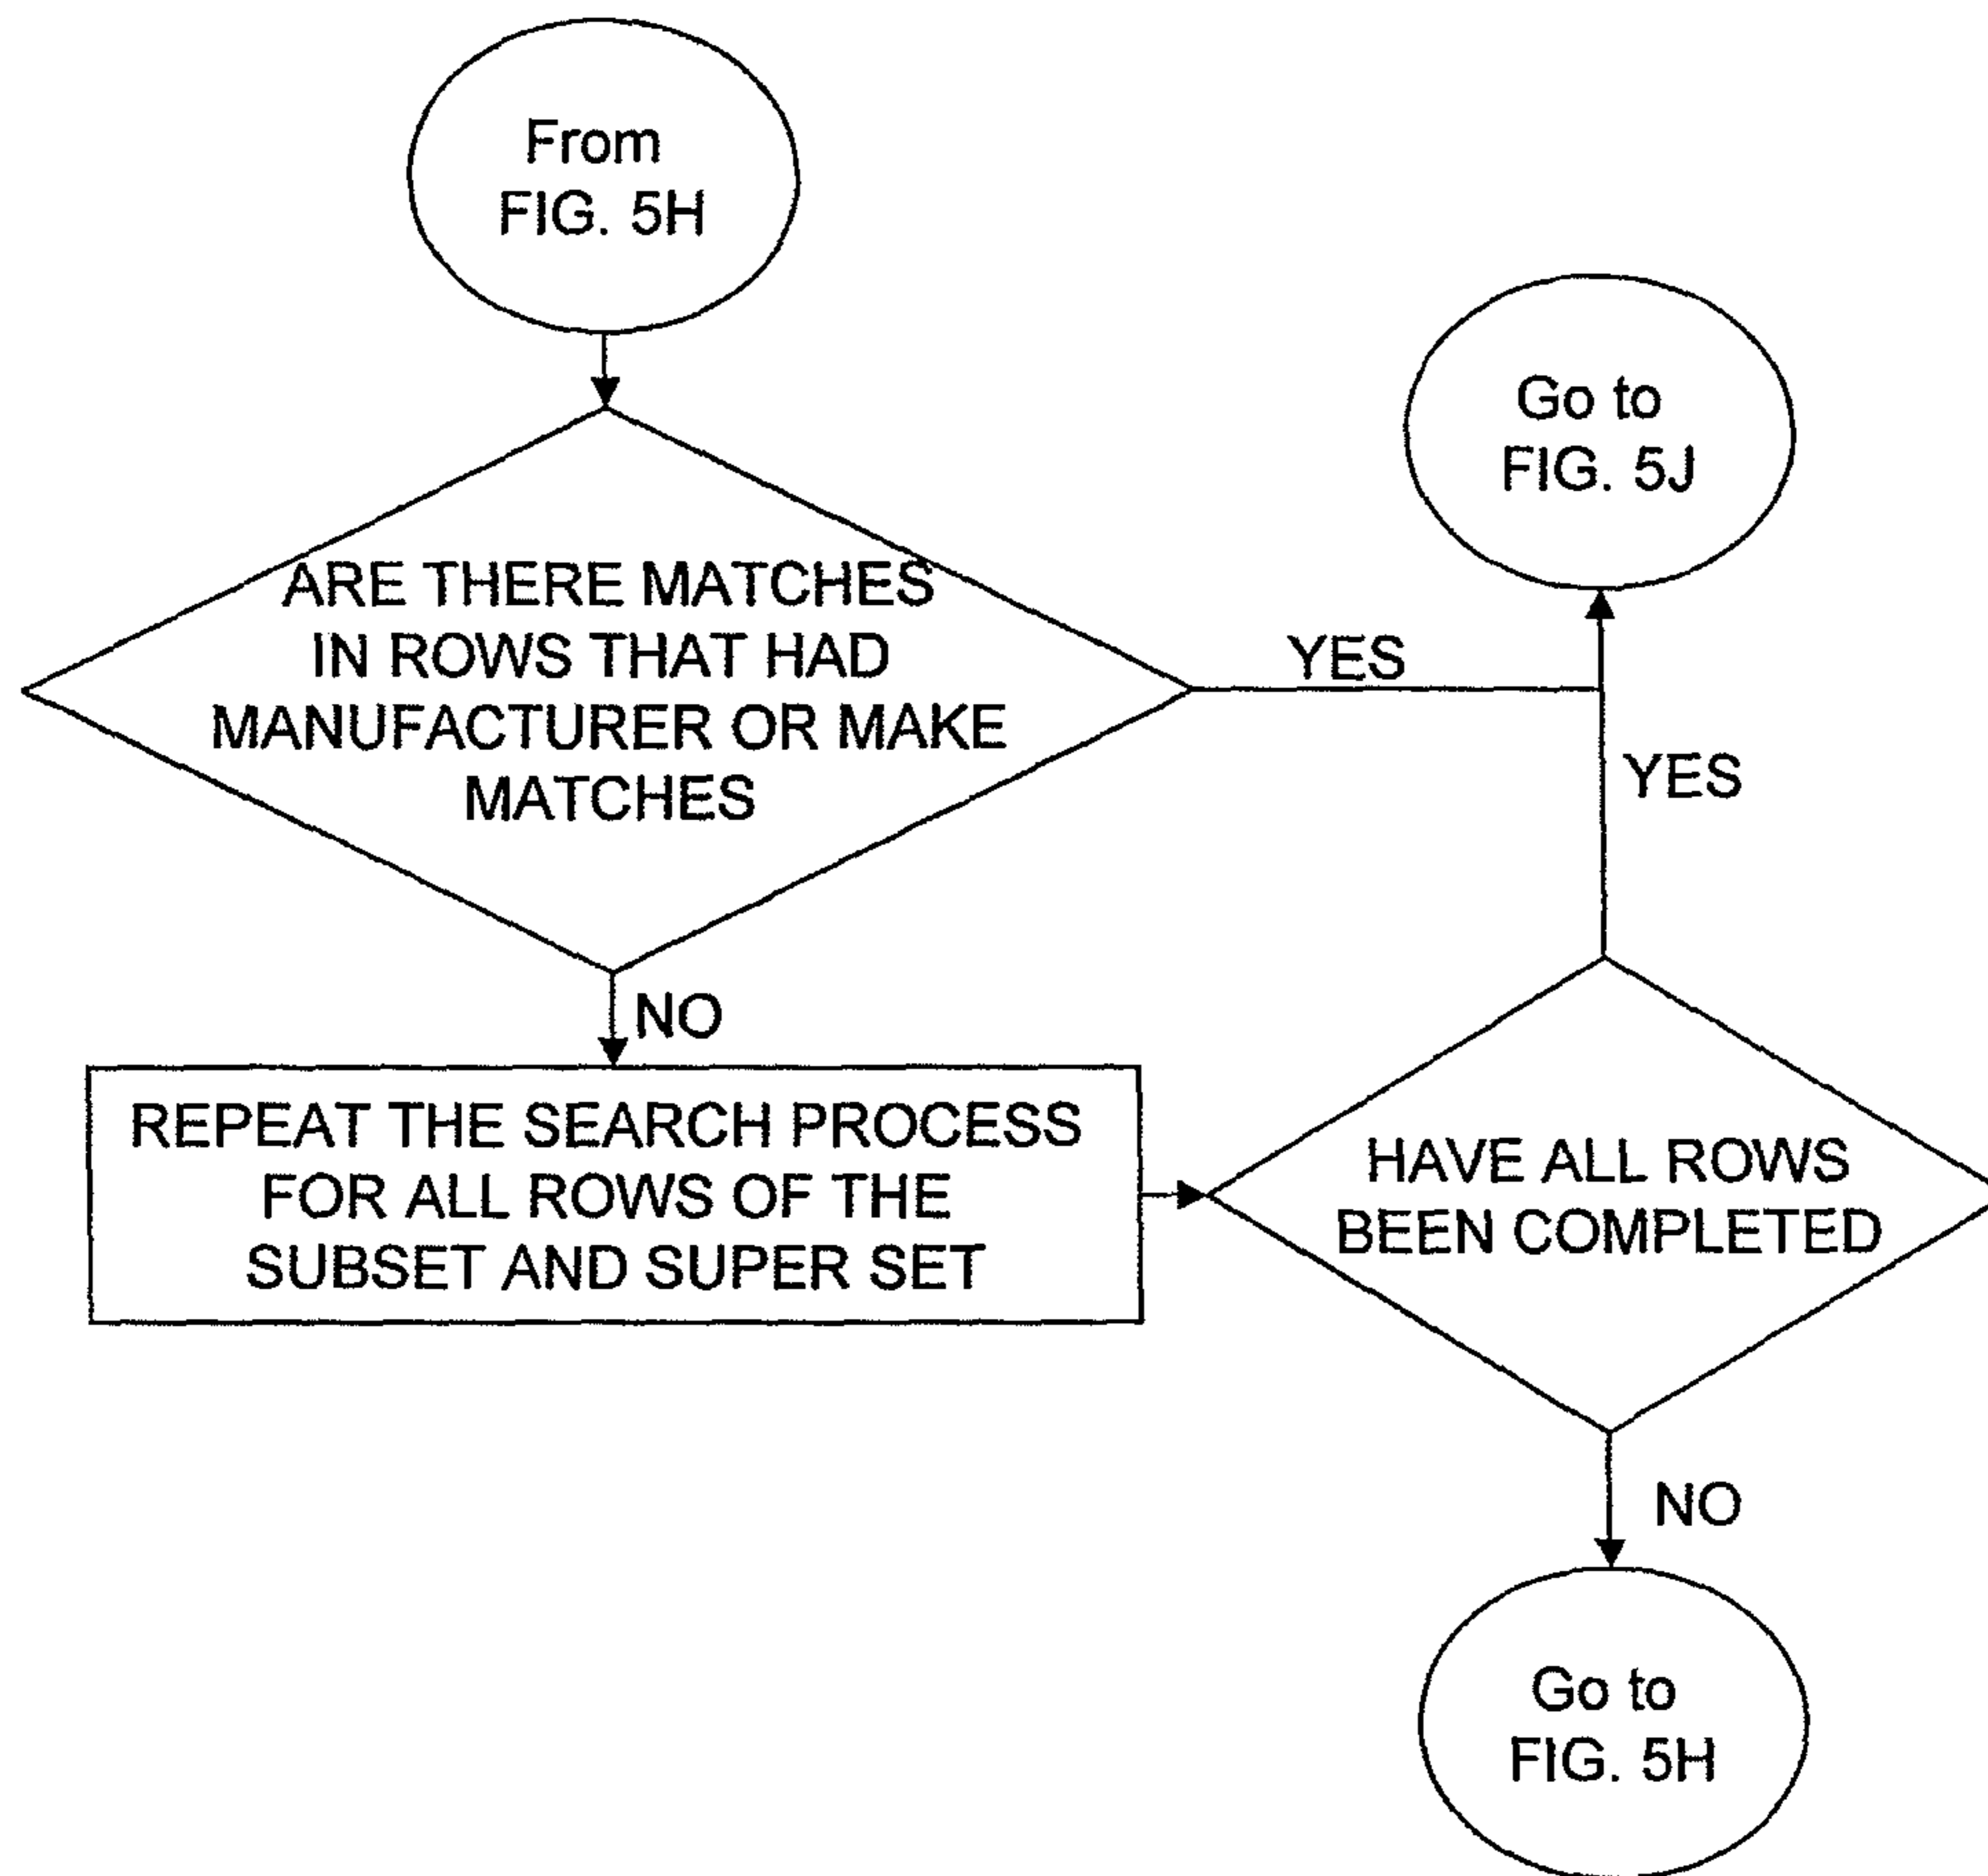 From
FIG. 5H
ARE THERE MATCHES
IN ROWS THAT HAD
MANUFACTURER OR MAKE
MATCHES
YES
Go to
FIG. 5J
YES
NO
REPEAT THE SEARCH PROCESS
FOR ALL ROWS OF THE
SUBSET AND SUPER SET
HAVE ALL ROWS
BEEN COMPLETED
NO
Go to
FIG. 5H